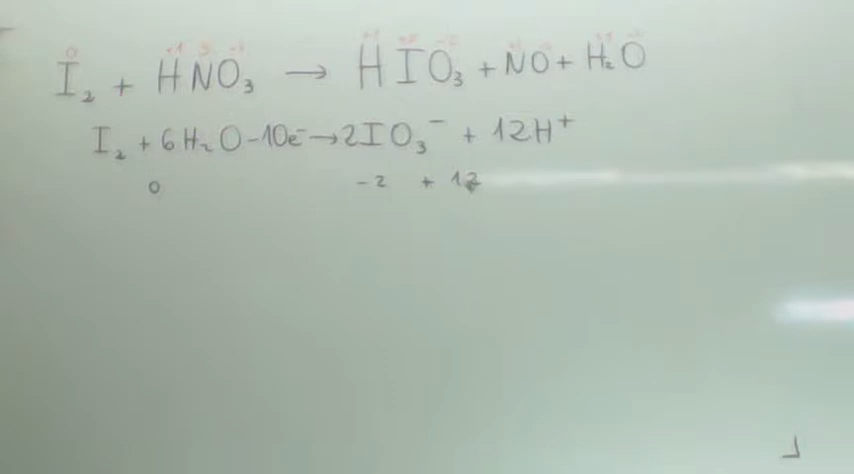 I₂ + HNO₃ → HIO₃ + NO + H₂O
I₂ + 6H₂O - 10e⁻ → 2IO₃⁻ + 12H⁺
0 -2 + 12